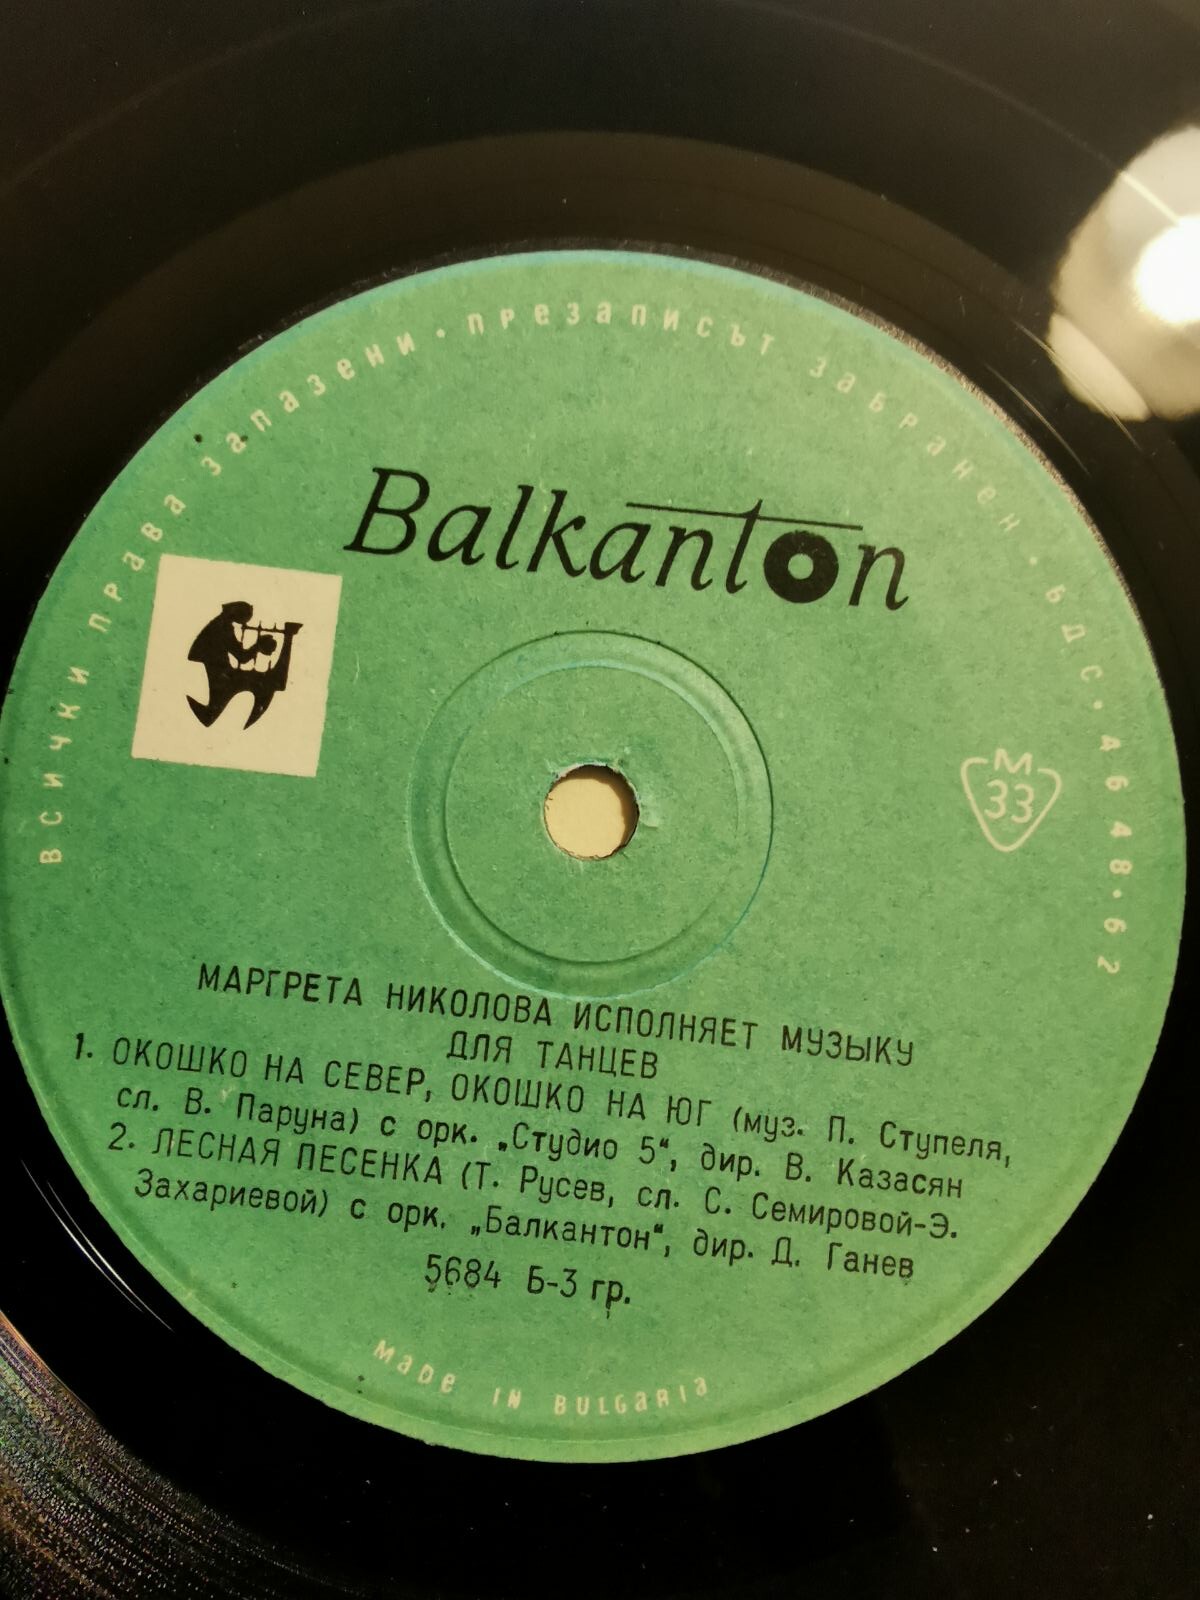 всички права запазени · презаписът забранен · БДС · 46 48 · 62
Balkanton
М
33
МАРГРЕТА НИКОЛОВА ИСПОЛНЯЕТ МУЗЫКУ
ДЛЯ ТАНЦЕВ
1. ОКОШКО НА СЕВЕР, ОКОШКО НА ЮГ (муз. П. Ступеля,
сл. В. Паруна) с орк. „Студио 5“, дир. В. Казасян
2. ЛЕСНАЯ ПЕСЕНКА (Т. Русев, сл. С. Семировой-Э.
Захариевой) с орк. „Балкантон“, дир. Д. Ганев
5684 Б-3 гр.
Made in Bulgaria